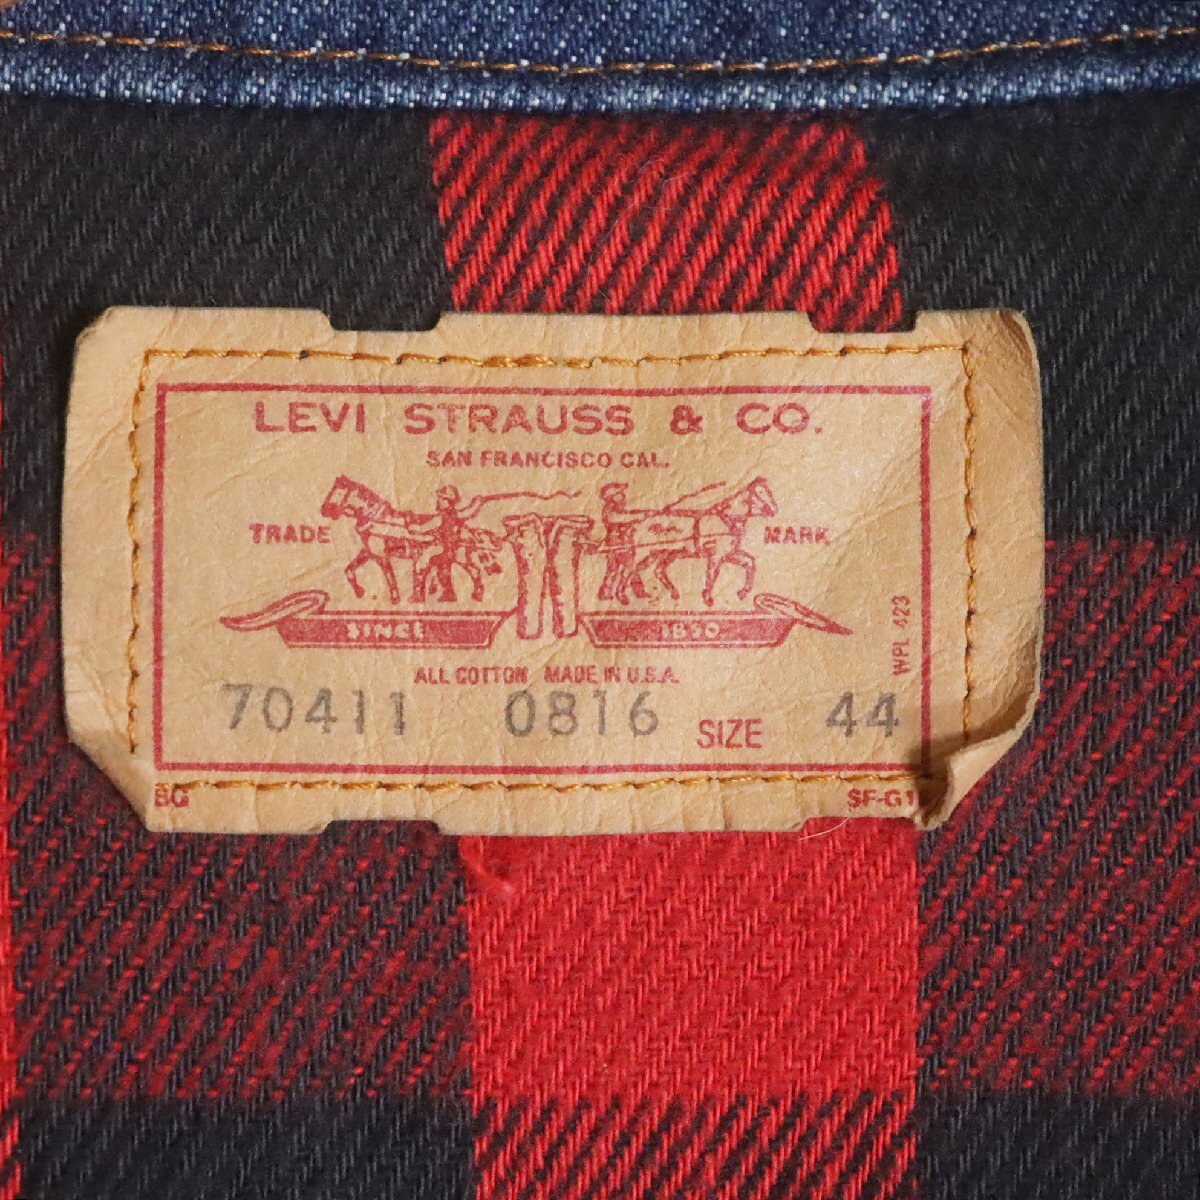 LEVI STRAUSS & CO.
SAN FRANCISCO CAL.
TRADE MARK
SINCE 1850
WPL 423
ALL COTTON MADE IN U.S.A.
70411 0816 SIZE 44
BG SF-G1